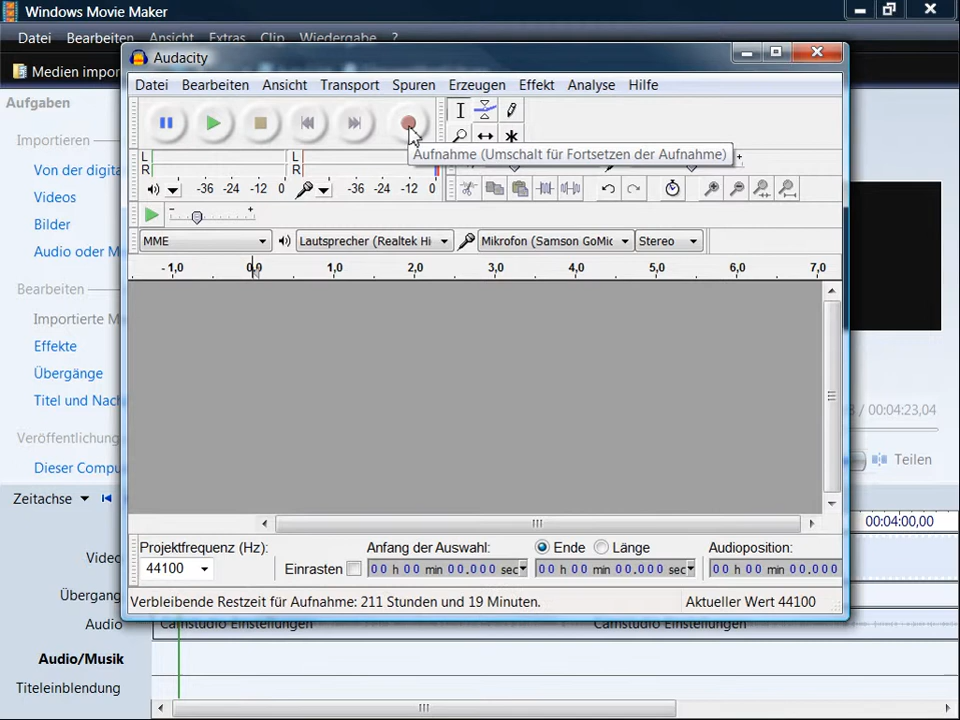 Windows Movie Maker
Datei Bearbeiten Ansicht Extras Clip Wiedergabe ?
Medien impor
Aufgaben
Importieren
Von der digital
Videos
Bilder
Audio oder M
Bearbeiten
Importierte M
Effekte
Übergänge
Titel und Nach
Veröffentlichung
Dieser Compu
/ 00:04:23,04
Teilen
Zeitachse
00:04:00,00
Video
Übergang
Audio
Camstudio Einstellungen
Camstudio Einstellungen
Audio/Musik
Titeleinblendung
Audacity
Datei Bearbeiten Ansicht Transport Spuren Erzeugen Effekt Analyse Hilfe
Aufnahme (Umschalt für Fortsetzen der Aufnahme)
L
R
L
R
-36 -24 -12 0
-36 -24 -12 0
MME
Lautsprecher (Realtek Hi
Mikrofon (Samson GoMic
Stereo
- 1,0 0,0 1,0 2,0 3,0 4,0 5,0 6,0 7,0
Projektfrequenz (Hz):
44100
Einrasten
Anfang der Auswahl:
00 h 00 min 00.000 sec
Ende
Länge
00 h 00 min 00.000 sec
Audioposition:
00 h 00 min 00.000
Verbleibende Restzeit für Aufnahme: 211 Stunden und 19 Minuten.
Aktueller Wert 44100